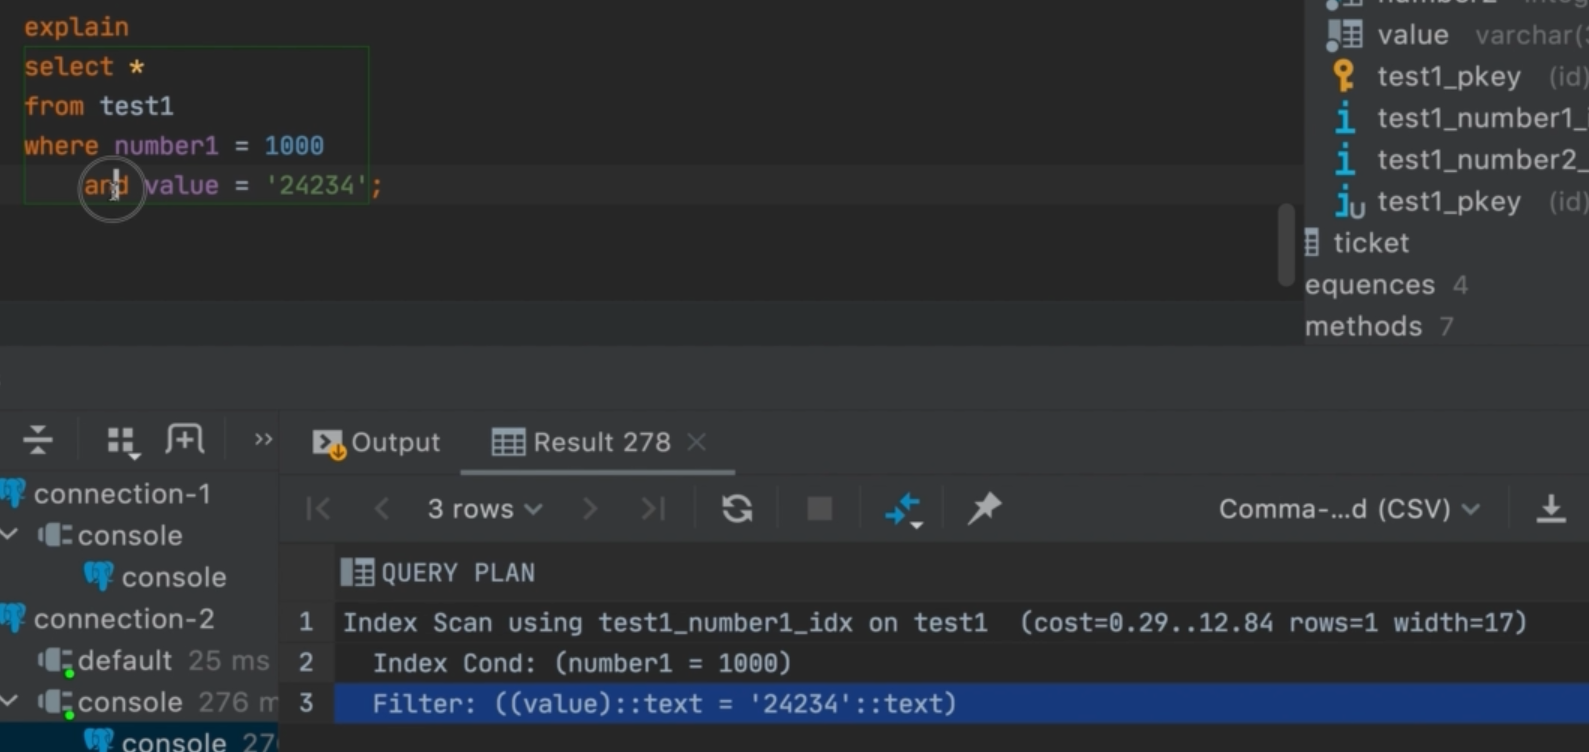 explain
select *
from test1
where number1 = 1000
and value = '24234';
value varchar(
test1_pkey (id)
test1_number1_
test1_number2_
test1_pkey (id)
ticket
equences 4
methods 7
Output
Result 278
connection-1
console
console
connection-2
default 25 ms
console 276 m
console 27
3 rows
Comma-...d (CSV)
QUERY PLAN
1 Index Scan using test1_number1_idx on test1 (cost=0.29..12.84 rows=1 width=17)
2 Index Cond: (number1 = 1000)
3 Filter: ((value)::text = '24234'::text)